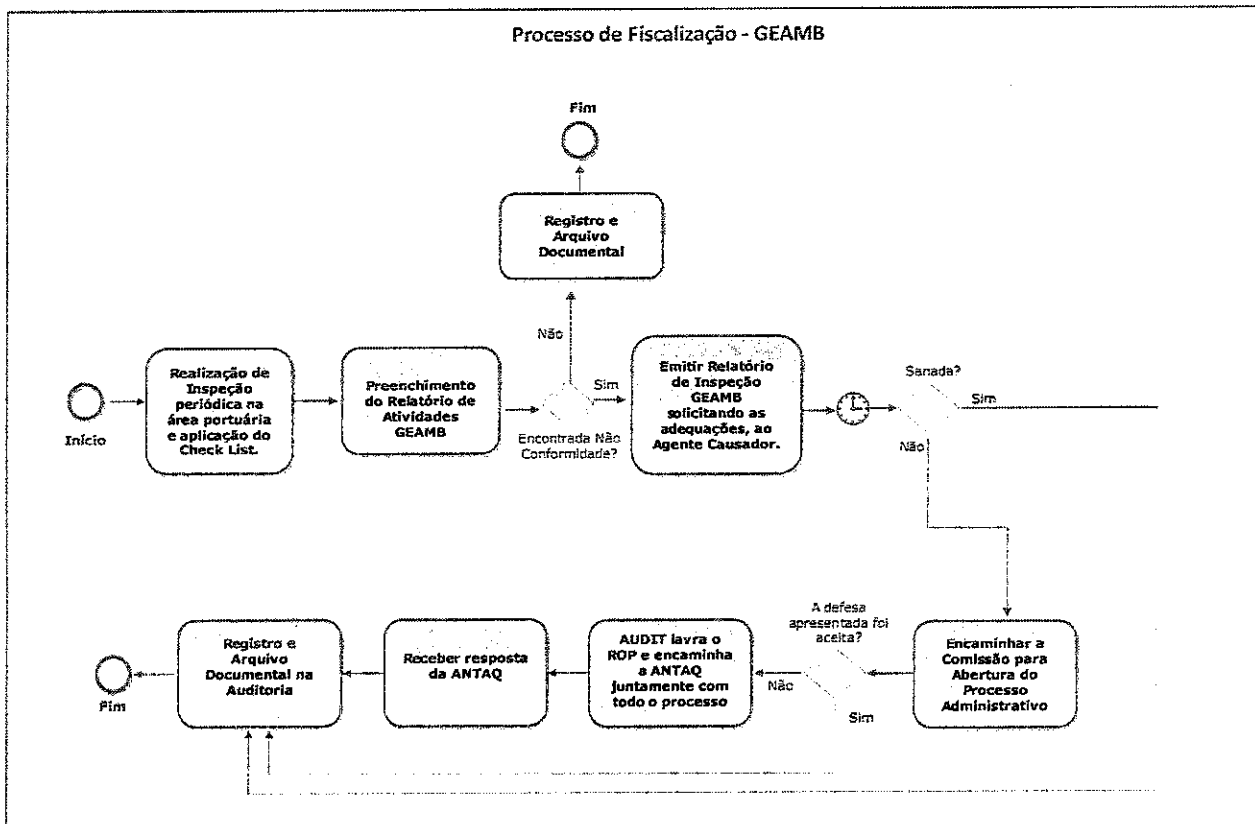 Processo de Fiscalização - GEAMB
Fim
Registro e
Arquivo
Documental
Não
Início
Realização de
Inspeção
periódica na
área portuária
e aplicação do
Check List.
Preenchimento
do Relatório de
Atividades
GEAMB
Encontrada Não
Conformidade?
Sim
Emitir Relatório
de Inspeção
GEAMB
solicitando as
adequações, ao
Agente Causador.
Sanada?
Sim
Não
Encaminhar a
Comissão para
Abertura do
Processo
Administrativo
A defesa
apresentada foi
aceita?
Não
Sim
AUDIT lavra o
ROP e encaminha
a ANTAQ
juntamente com
todo o processo
Receber resposta
da ANTAQ
Registro e
Arquivo
Documental na
Auditoria
Fim